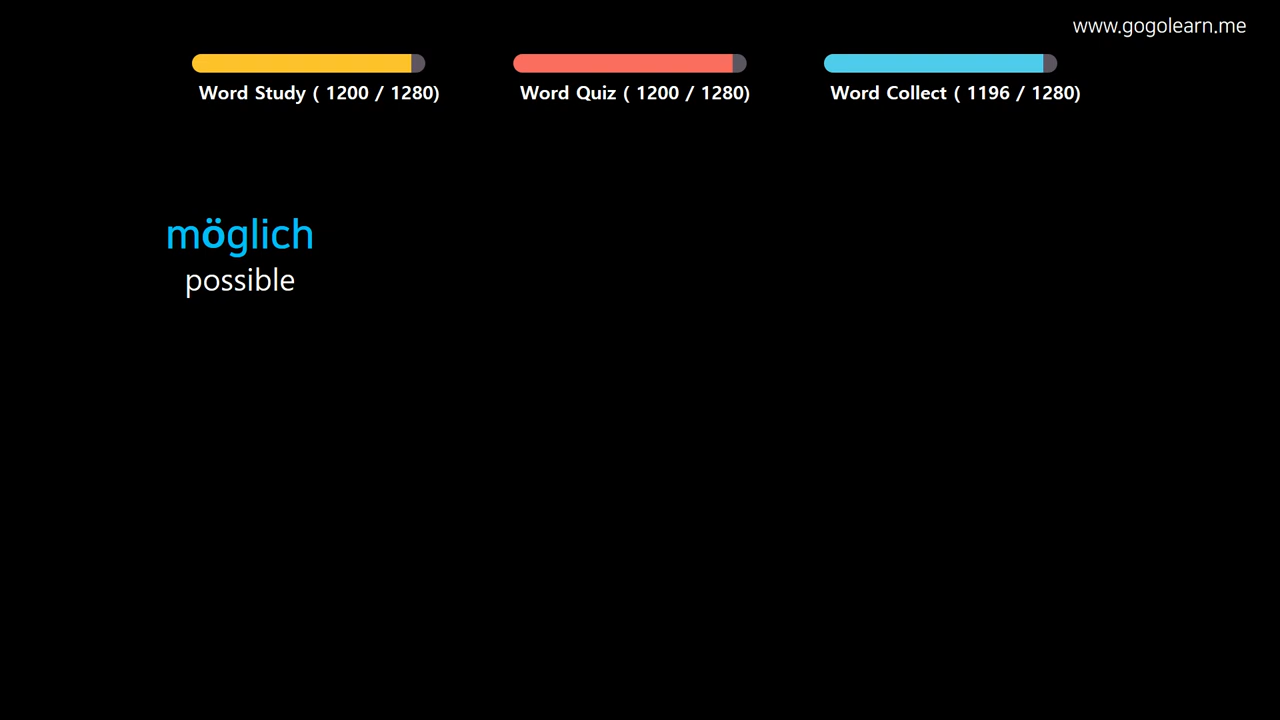 www.gogolearn.me
Word Study ( 1200 / 1280)
Word Quiz ( 1200 / 1280)
Word Collect ( 1196 / 1280)
möglich
possible